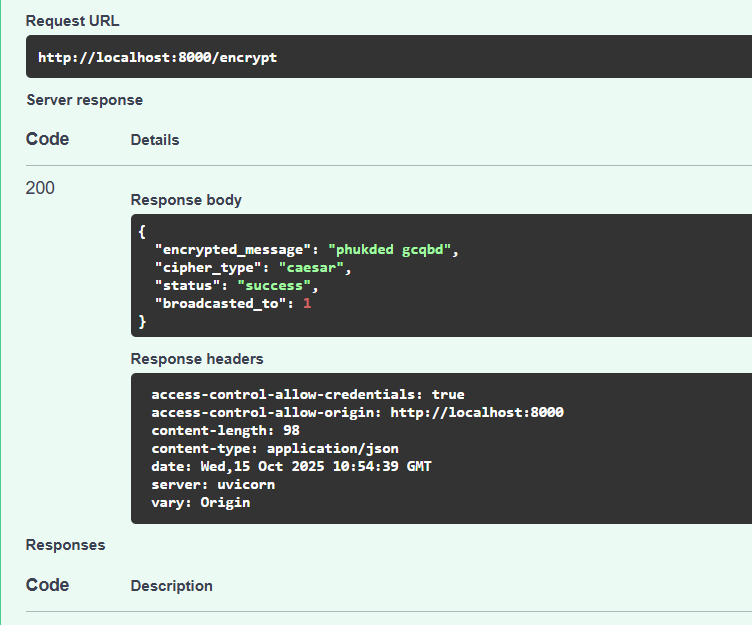 Request URL
http://localhost:8000/encrypt
Server response
Code Details
200
Response body
{
  "encrypted_message": "phukded gcqbd",
  "cipher_type": "caesar",
  "status": "success",
  "broadcasted_to": 1
}
Response headers
access-control-allow-credentials: true
access-control-allow-origin: http://localhost:8000
content-length: 98
content-type: application/json
date: Wed,15 Oct 2025 10:54:39 GMT
server: uvicorn
vary: Origin
Responses
Code Description